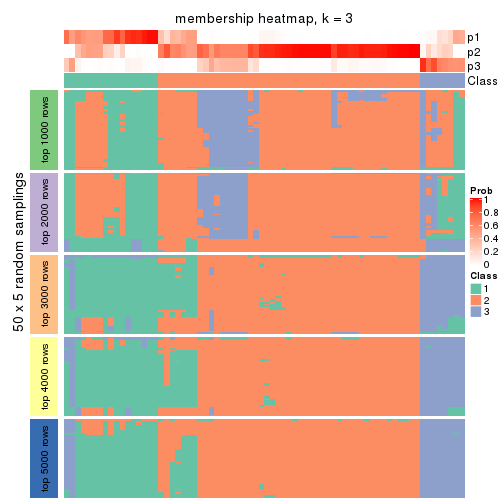 membership heatmap, k = 3
p1
p2
p3
Class
50 x 5 random samplings
top 1000 rows
top 2000 rows
top 3000 rows
top 4000 rows
top 5000 rows
Prob
1
0.8
0.6
0.4
0.2
0
Class
1
2
3